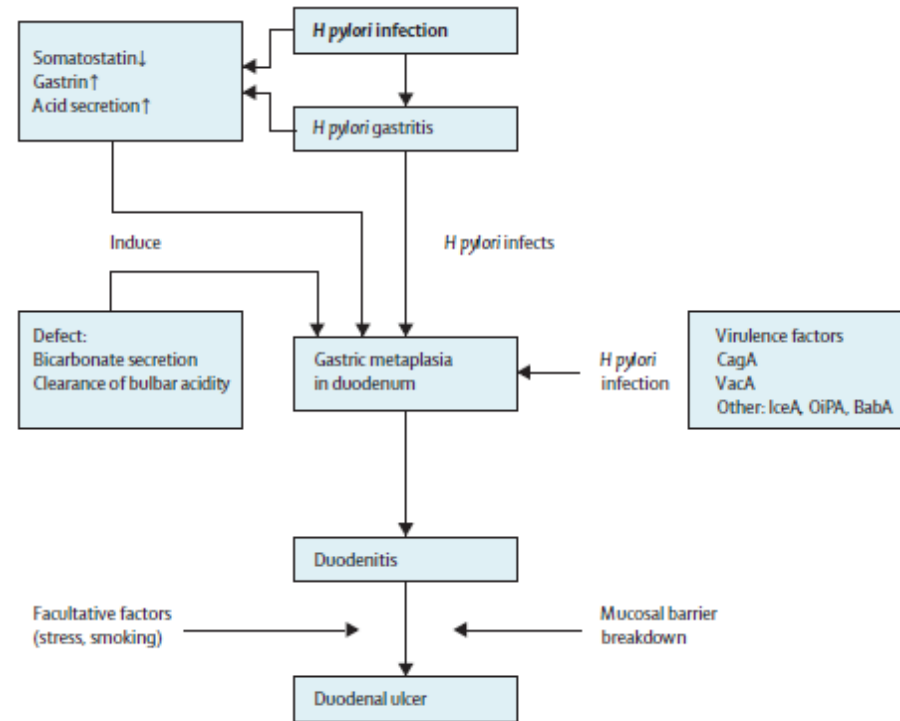 H pylori infection
Somatostatin↓
Gastrin↑
Acid secretion↑
H pylori gastritis
Induce
H pylori infects
Defect:
Bicarbonate secretion
Clearance of bulbar acidity
Gastric metaplasia
in duodenum
H pylori
infection
Virulence factors
CagA
VacA
Other: IceA, OiPA, BabA
Duodenitis
Facultative factors
(stress, smoking)
Mucosal barrier
breakdown
Duodenal ulcer